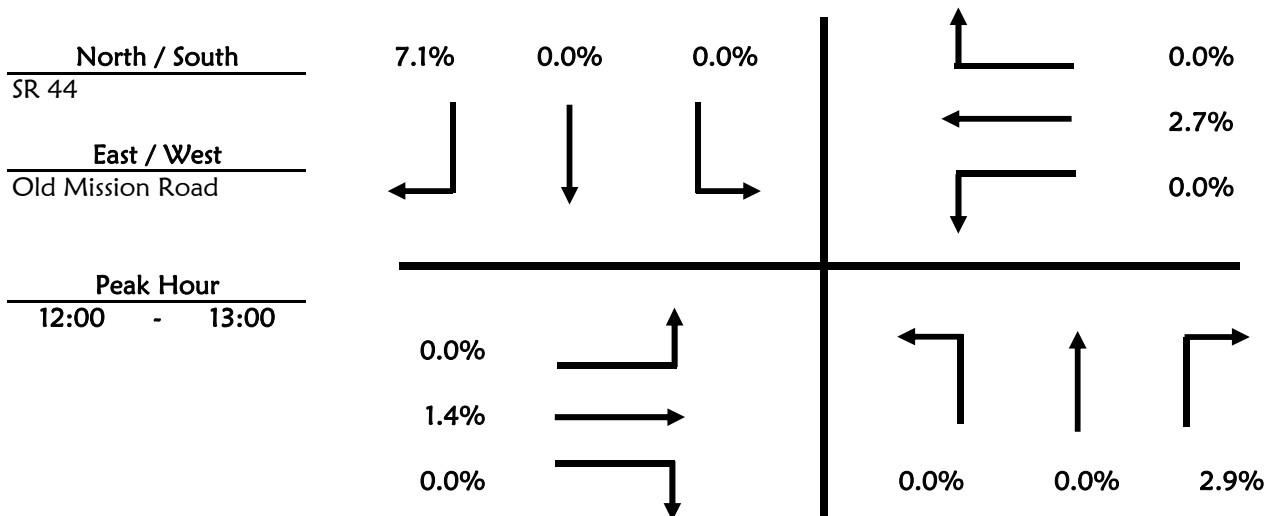 North / South
SR 44
East / West
Old Mission Road
Peak Hour
12:00 - 13:00
7.1% 0.0% 0.0%
0.0%
2.7%
0.0%
0.0%
1.4%
0.0%
0.0% 0.0% 2.9%